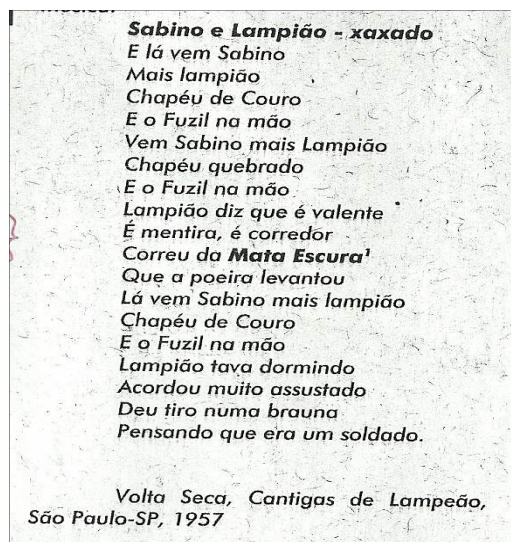 Sabino e Lampião - xaxado
E lá vem Sabino
Mais lampião
Chapéu de Couro
E o Fuzil na mão
Vem Sabino mais Lampião
Chapéu quebrado
E o Fuzil na mão
Lampião diz que é valente
É mentira, é corredor
Correu da Mata Escura¹
Que a poeira levantou
Lá vem Sabino mais lampião
Chapéu de Couro
E o Fuzil na mão
Lampião tava dormindo
Acordou muito assustado
Deu tiro numa brauna
Pensando que era um soldado.
Volta Seca, Cantigas de Lampeão,
São Paulo-SP, 1957